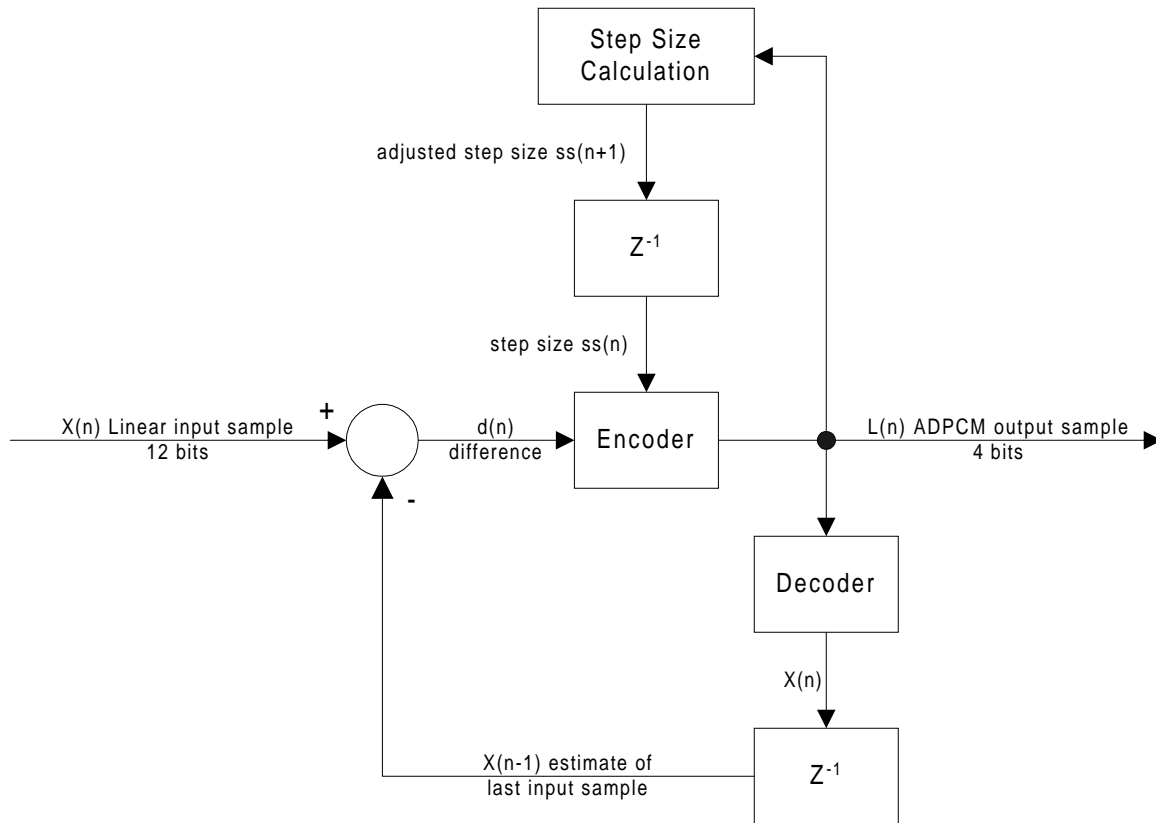 Step Size
Calculation
adjusted step size ss(n+1)
Z-1
step size ss(n)
X(n) Linear input sample
12 bits
+
-
d(n)
difference
Encoder
L(n) ADPCM output sample
4 bits
Decoder
X(n)
X(n-1) estimate of
last input sample
Z-1